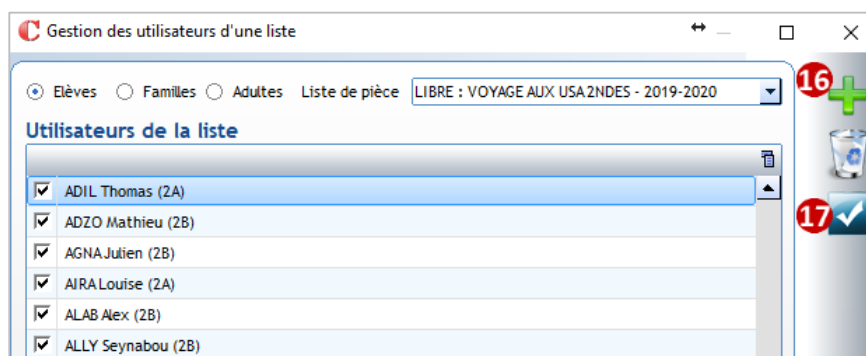 Gestion des utilisateurs d'une liste
Elèves Familles Adultes Liste de pièce LIBRE : VOYAGE AUX USA 2NDES - 2019-2020
16
Utilisateurs de la liste
ADIL Thomas (2A)
17
ADZO Mathieu (2B)
AGNA Julien (2B)
AIRA Louise (2A)
ALAB Alex (2B)
ALLY Seynabou (2B)